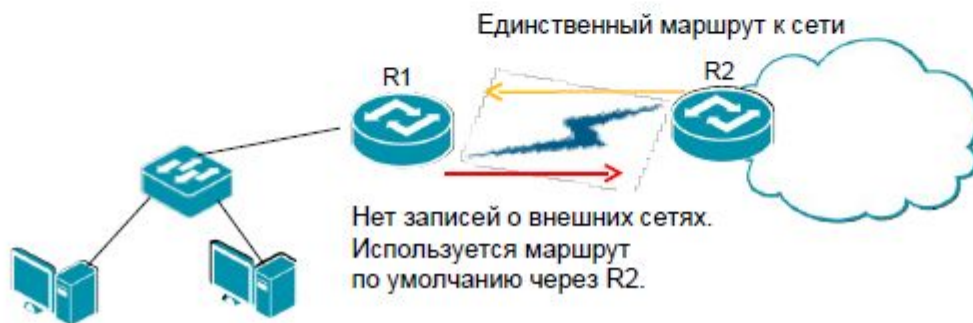 Единственный маршрут к сети
R1
R2
Нет записей о внешних сетях.
Используется маршрут
по умолчанию через R2.